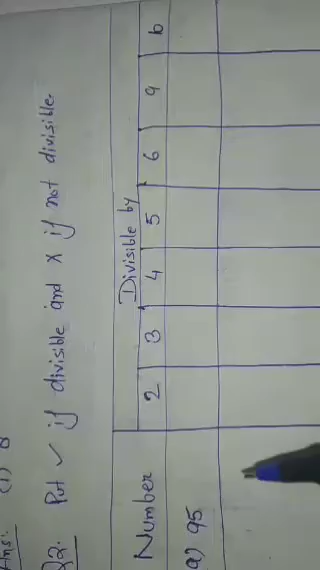 Ans: (1) B
Q2. Put ✓ if divisible and x if not divisible.
Divisible by
Number 2 3 4 5 6 9 10
a) 95